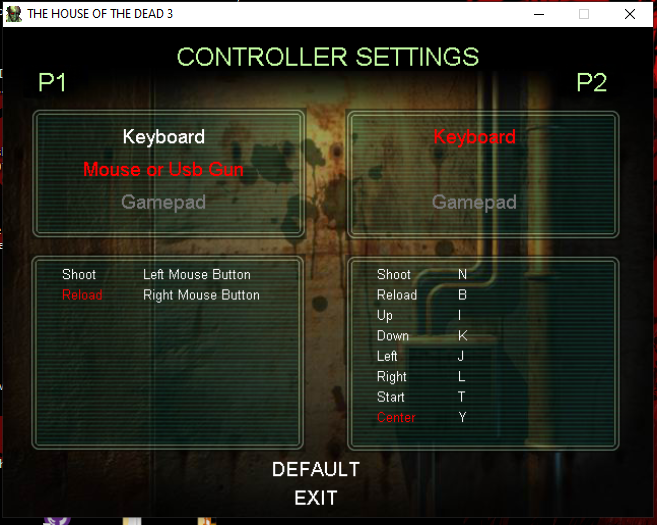 THE HOUSE OF THE DEAD 3
CONTROLLER SETTINGS
P1
P2
Keyboard
Mouse or Usb Gun
Gamepad
Keyboard
Gamepad
Shoot Left Mouse Button
Reload Right Mouse Button
Shoot N
Reload B
Up I
Down K
Left J
Right L
Start T
Center Y
DEFAULT
EXIT